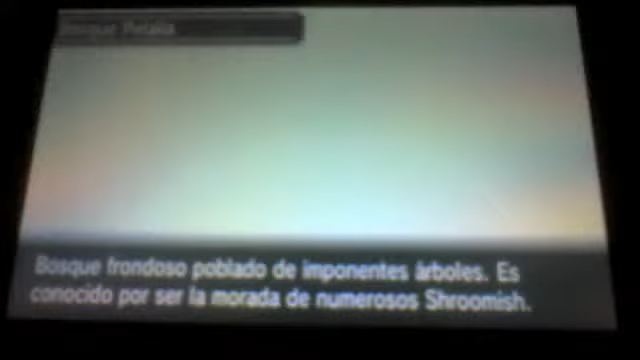 Bosque Petalia
Bosque frondoso poblado de imponentes árboles. Es
conocido por ser la morada de numerosos Shroomish.